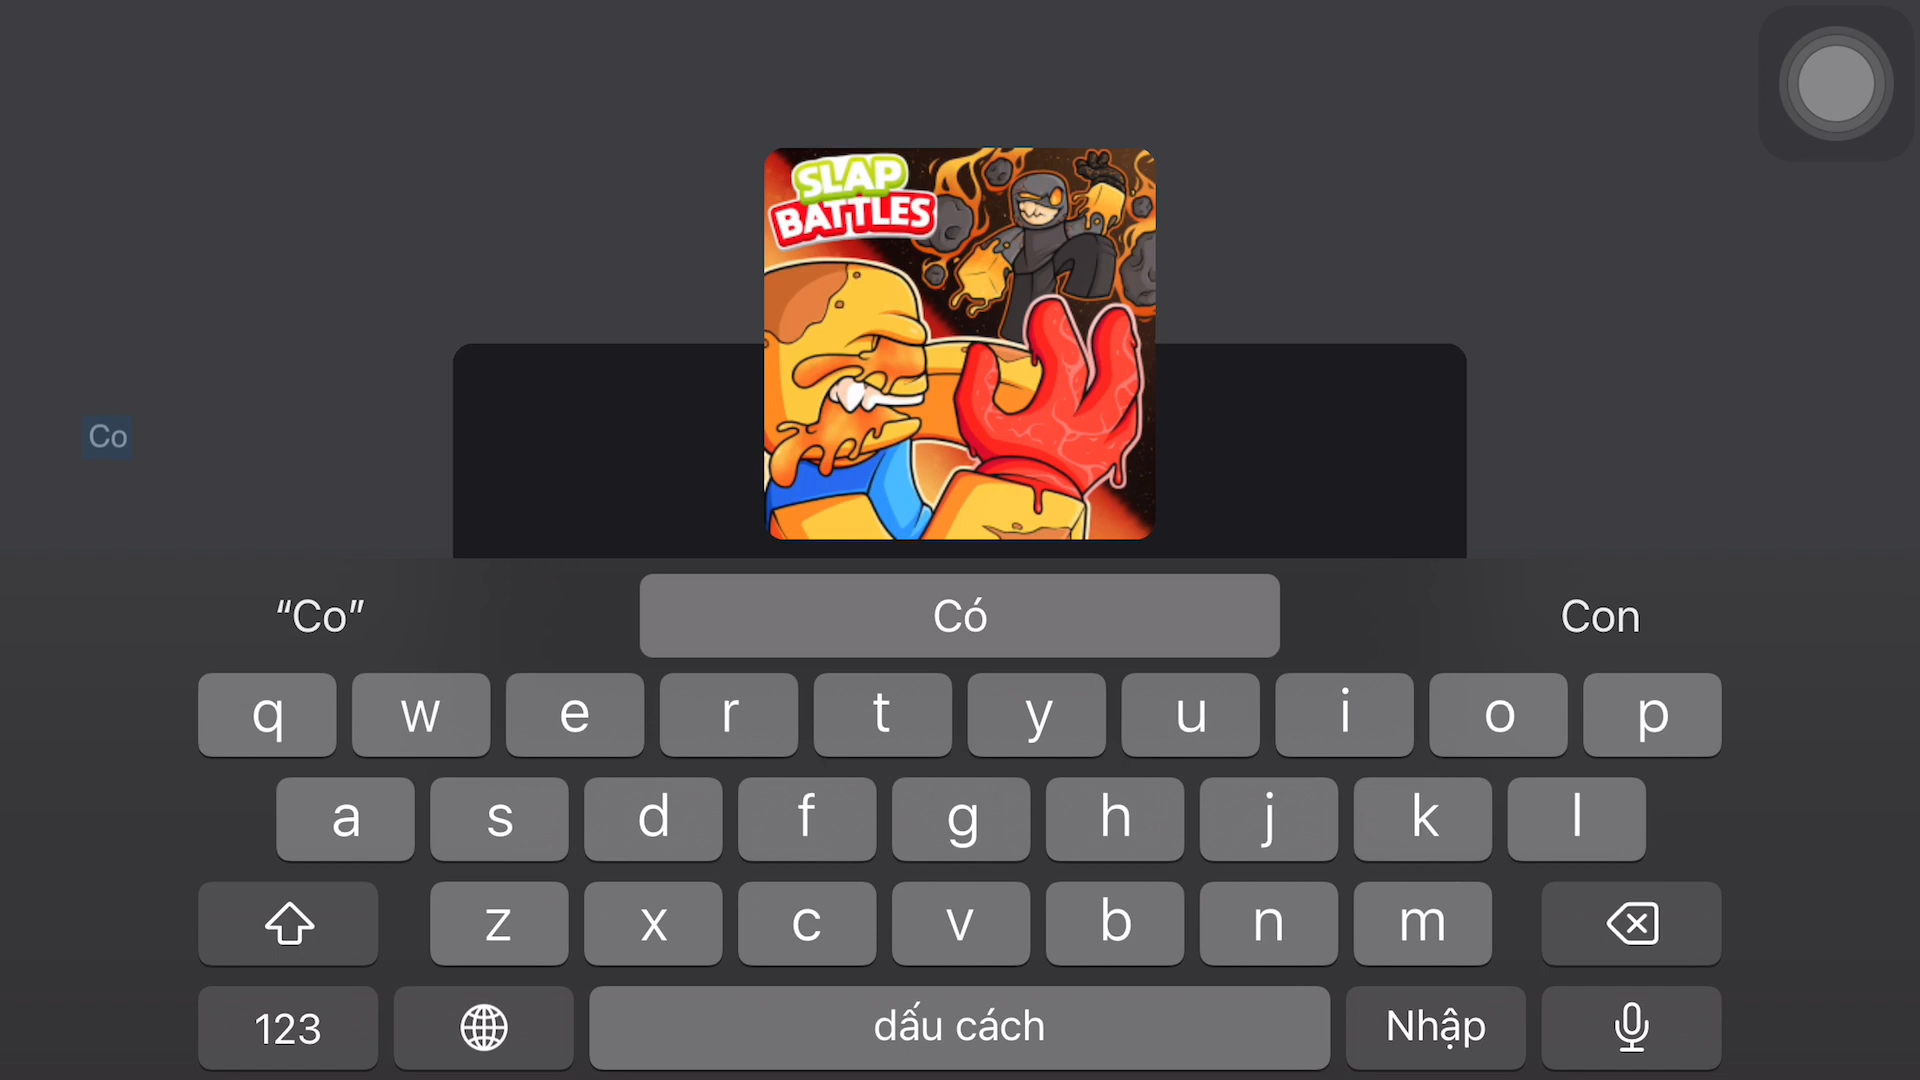 SLAP
BATTLES
Co
“Co” Có Con
q w e r t y u i o p
a s d f g h j k l
z x c v b n m
123 dấu cách Nhập